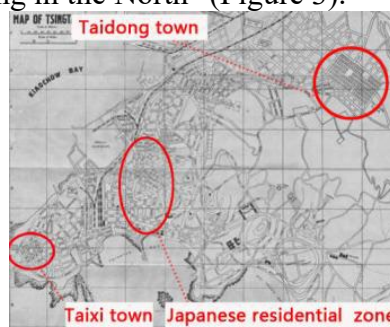 ng in the North" (Figure 3).
MAP OF TSINGT
Taidong town
KIAOCHOW BAY
Taixi town
Japanese residential zone